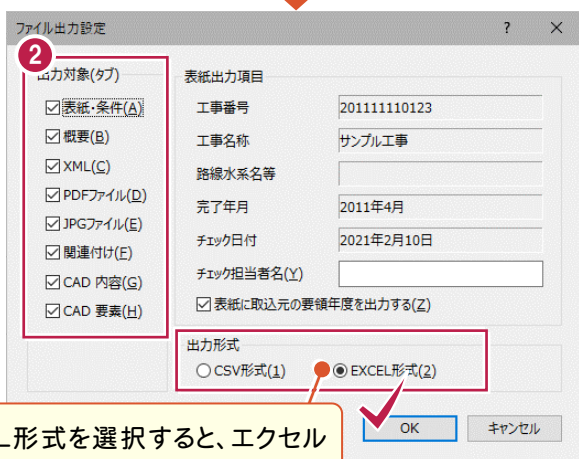 ファイル出力設定
?
×
2
出力対象(タブ)
表紙・条件(A)
概要(B)
XML(C)
PDFファイル(D)
JPGファイル(E)
関連付け(F)
CAD 内容(G)
CAD 要素(H)
表紙出力項目
工事番号 201111110123
工事名称 サンプル工事
路線水系名等
完了年月 2011年4月
チェック日付 2021年2月10日
チェック担当者名(Y)
表紙に取込元の要領年度を出力する(Z)
出力形式
CSV形式(1) EXCEL形式(2)
OK キャンセル
形式を選択すると、エクセル